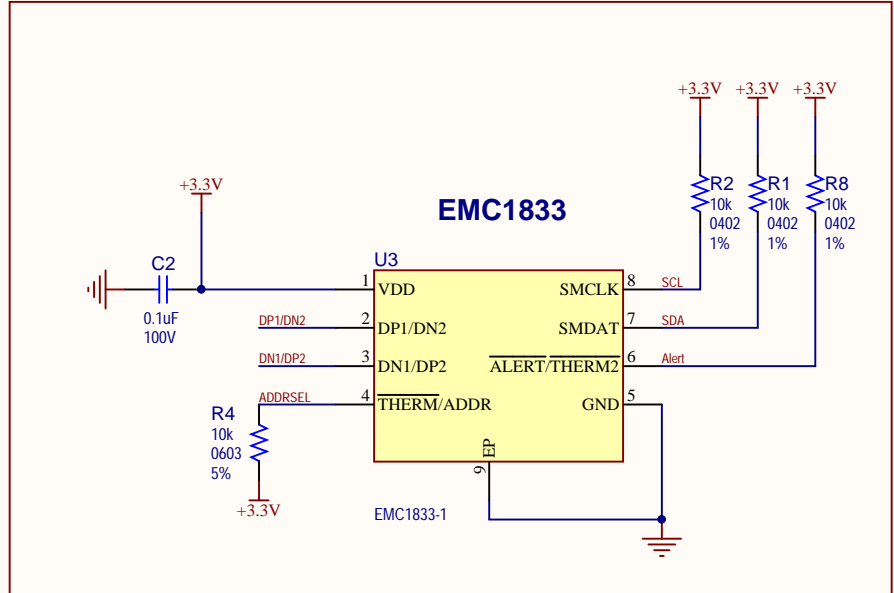 +3.3V
+3.3V
+3.3V
+3.3V
R2
10k
0402
1%
R1
10k
0402
1%
R8
10k
0402
1%
EMC1833
U3
C2
0.1uF
100V
1
VDD
SMCLK
8
SCL
DP1/DN2
2
DP1/DN2
SMDAT
7
SDA
DN1/DP2
3
DN1/DP2
ALERT/THERM2
6
Alert
ADDRSEL
4
THERM/ADDR
GND
5
R4
10k
0603
5%
+3.3V
EP
9
EMC1833-1